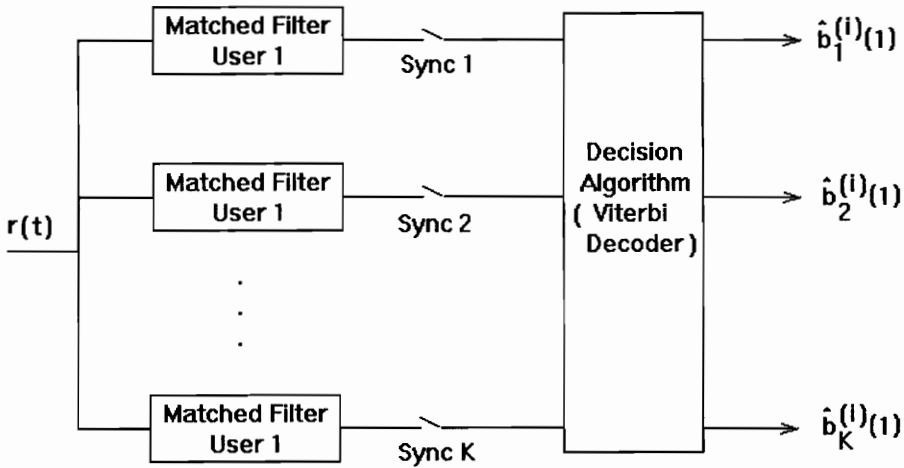 Matched Filter
User 1
Sync 1
b̂₁⁽ⁱ⁾(1)
Decision
Algorithm
( Viterbi
Decoder )
Matched Filter
User 1
Sync 2
b̂₂⁽ⁱ⁾(1)
r(t)
.
.
.
Matched Filter
User 1
Sync K
b̂_K⁽ⁱ⁾(1)